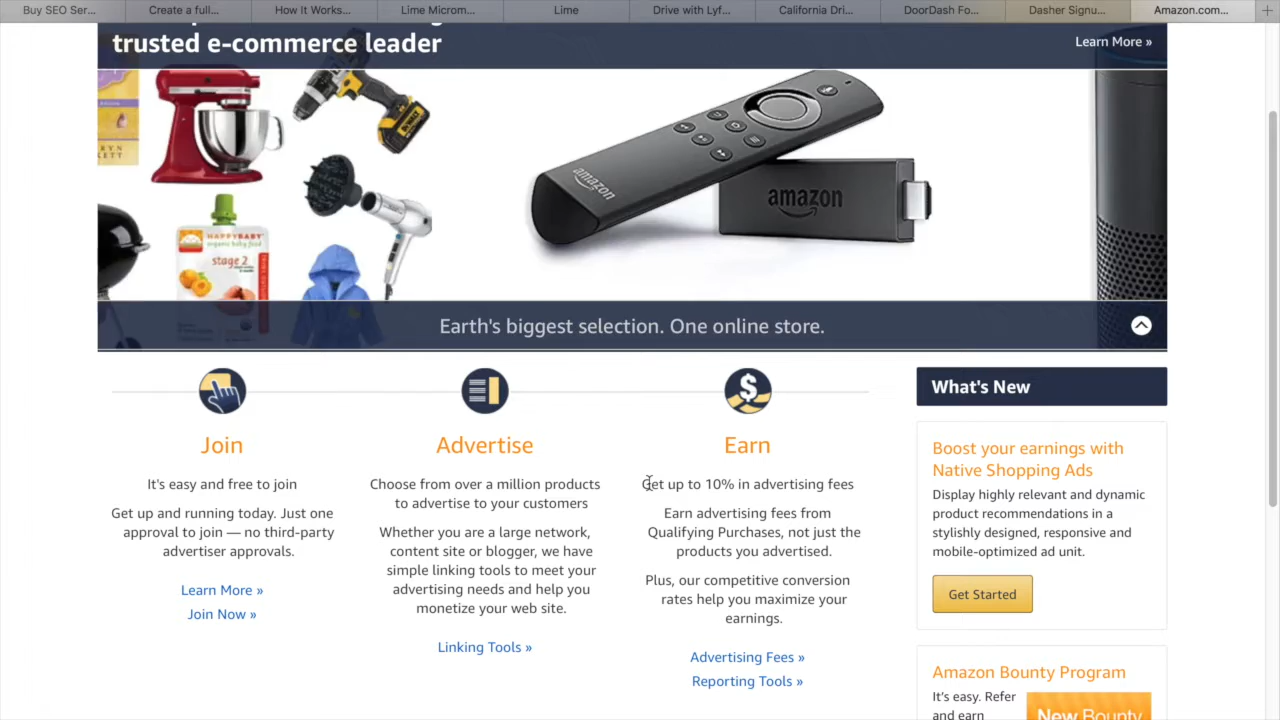 Buy SEO Ser...
Create a full...
How It Works...
Lime Microm...
Lime
Drive with Lyf...
California Dri...
DoorDash Fo...
Dasher Signu...
Amazon.com...
trusted e-commerce leader
Learn More »
amazon
amazon
HAPPYBABY
organic baby food
stage 2
DEWALT
Earth's biggest selection. One online store.
Join
It's easy and free to join
Get up and running today. Just one
approval to join — no third-party
advertiser approvals.
Learn More »
Join Now »
Advertise
Choose from over a million products
to advertise to your customers
Whether you are a large network,
content site or blogger, we have
simple linking tools to meet your
advertising needs and help you
monetize your web site.
Linking Tools »
Earn
Get up to 10% in advertising fees
Earn advertising fees from
Qualifying Purchases, not just the
products you advertised.
Plus, our competitive conversion
rates help you maximize your
earnings.
Advertising Fees »
Reporting Tools »
What's New
Boost your earnings with
Native Shopping Ads
Display highly relevant and dynamic
product recommendations in a
stylishly designed, responsive and
mobile-optimized ad unit.
Get Started
Amazon Bounty Program
It's easy. Refer
and earn
New Bounty